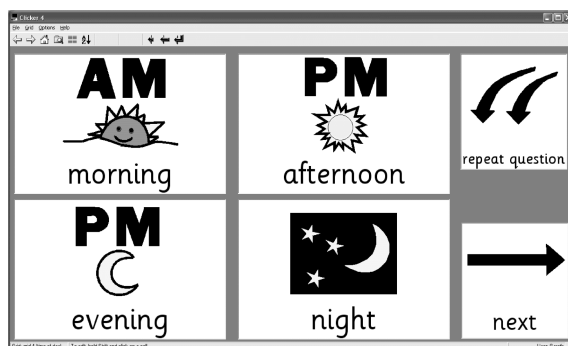 Clicker 4
File Grid Options Help
AM
morning
PM
afternoon
repeat question
PM
evening
night
next